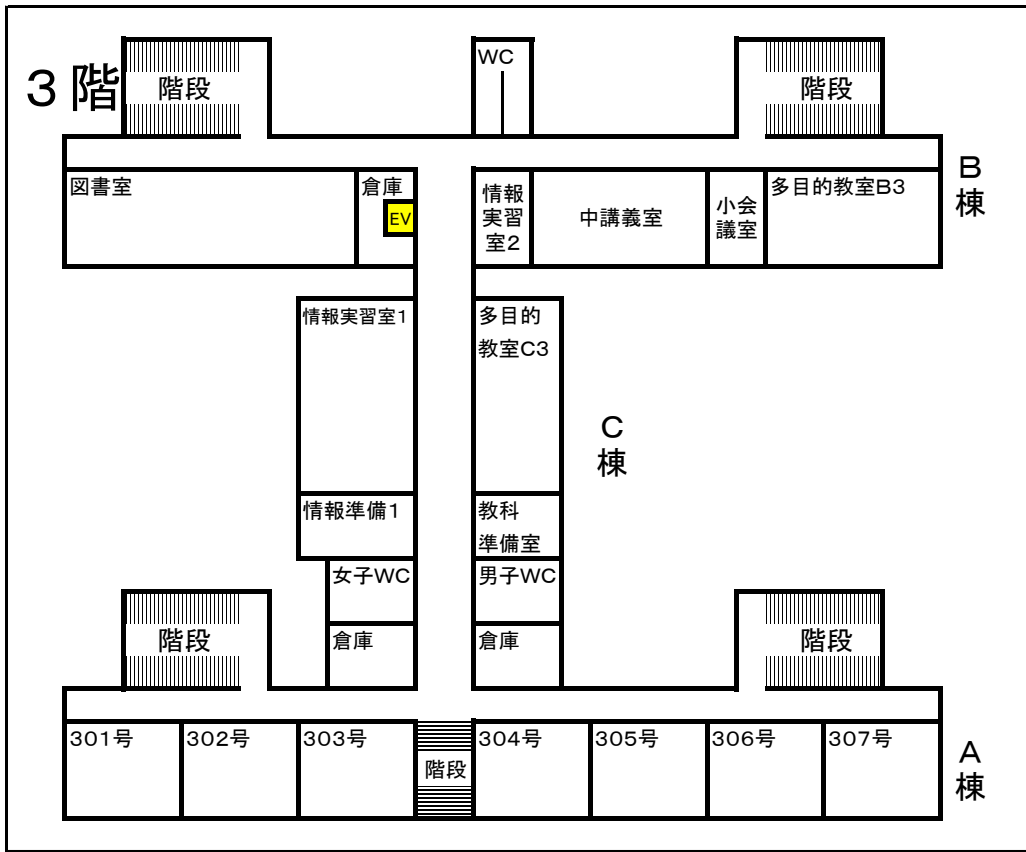 3階
階段
WC
階段
B
棟
図書室
倉庫
EV
情報
実習
室2
中講義室
小会
議室
多目的教室B3
情報実習室1
多目的
教室C3
C
棟
情報準備1
教科
準備室
女子WC
男子WC
階段
倉庫
倉庫
階段
301号
302号
303号
階段
304号
305号
306号
307号
A
棟